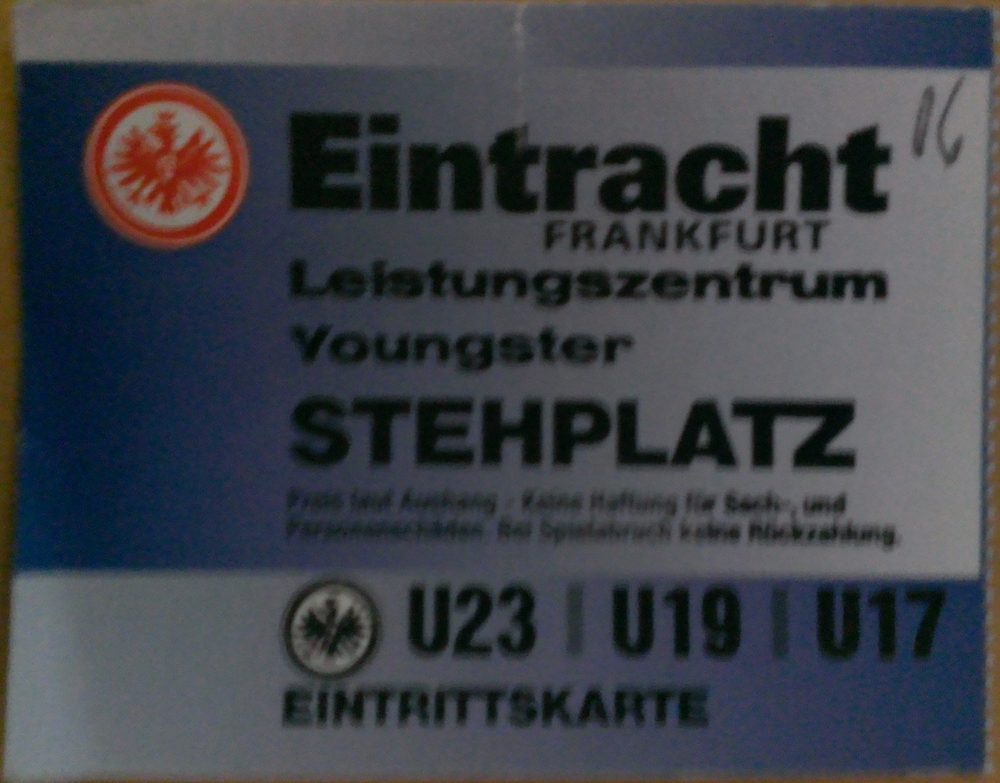 Eintracht
FRANKFURT
Leistungszentrum
Youngster
STEHPLATZ
Preis laut Aushang - Keine Haftung für Sach-, und
Personenschäden. Bei Spielabbruch keine Rückzahlung.
U23 | U19 | U17
EINTRITTSKARTE